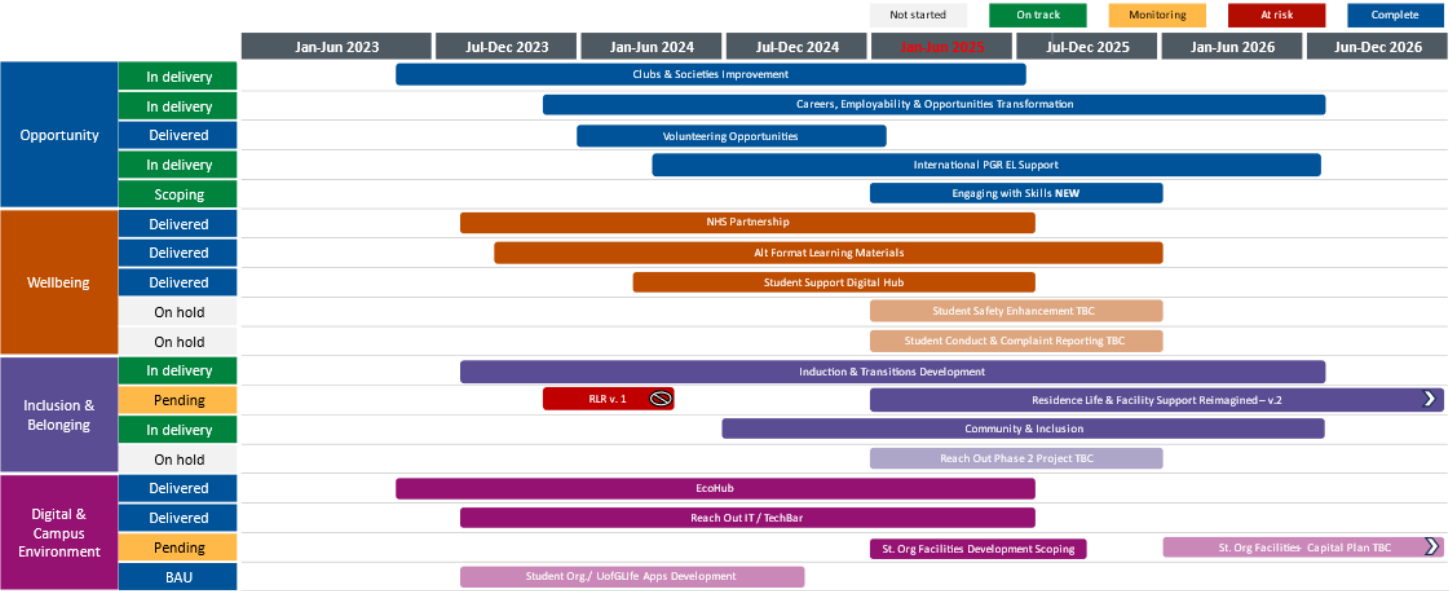 Not started
On track
Monitoring
At risk
Complete
Jan-Jun 2023
Jul-Dec 2023
Jan-Jun 2024
Jul-Dec 2024
Jan-Jun 2025
Jul-Dec 2025
Jan-Jun 2026
Jun-Dec 2026
Opportunity
In delivery
Clubs & Societies Improvement
In delivery
Careers, Employability & Opportunities Transformation
Delivered
Volunteering Opportunities
In delivery
International PGR EL Support
Scoping
Engaging with Skills NEW
Wellbeing
Delivered
NHS Partnership
Delivered
Alt Format Learning Materials
Delivered
Student Support Digital Hub
On hold
Student Safety Enhancement TBC
On hold
Student Conduct & Complaint Reporting TBC
Inclusion &
Belonging
In delivery
Induction & Transitions Development
Pending
RLR v. 1
Residence Life & Facility Support Reimagined – v.2
In delivery
Community & Inclusion
On hold
Reach Out Phase 2 Project TBC
Digital &
Campus
Environment
Delivered
EcoHub
Delivered
Reach Out IT / TechBar
Pending
St. Org Facilities Development Scoping
St. Org Facilities- Capital Plan TBC
BAU
Student Org./ UofGLife Apps Development